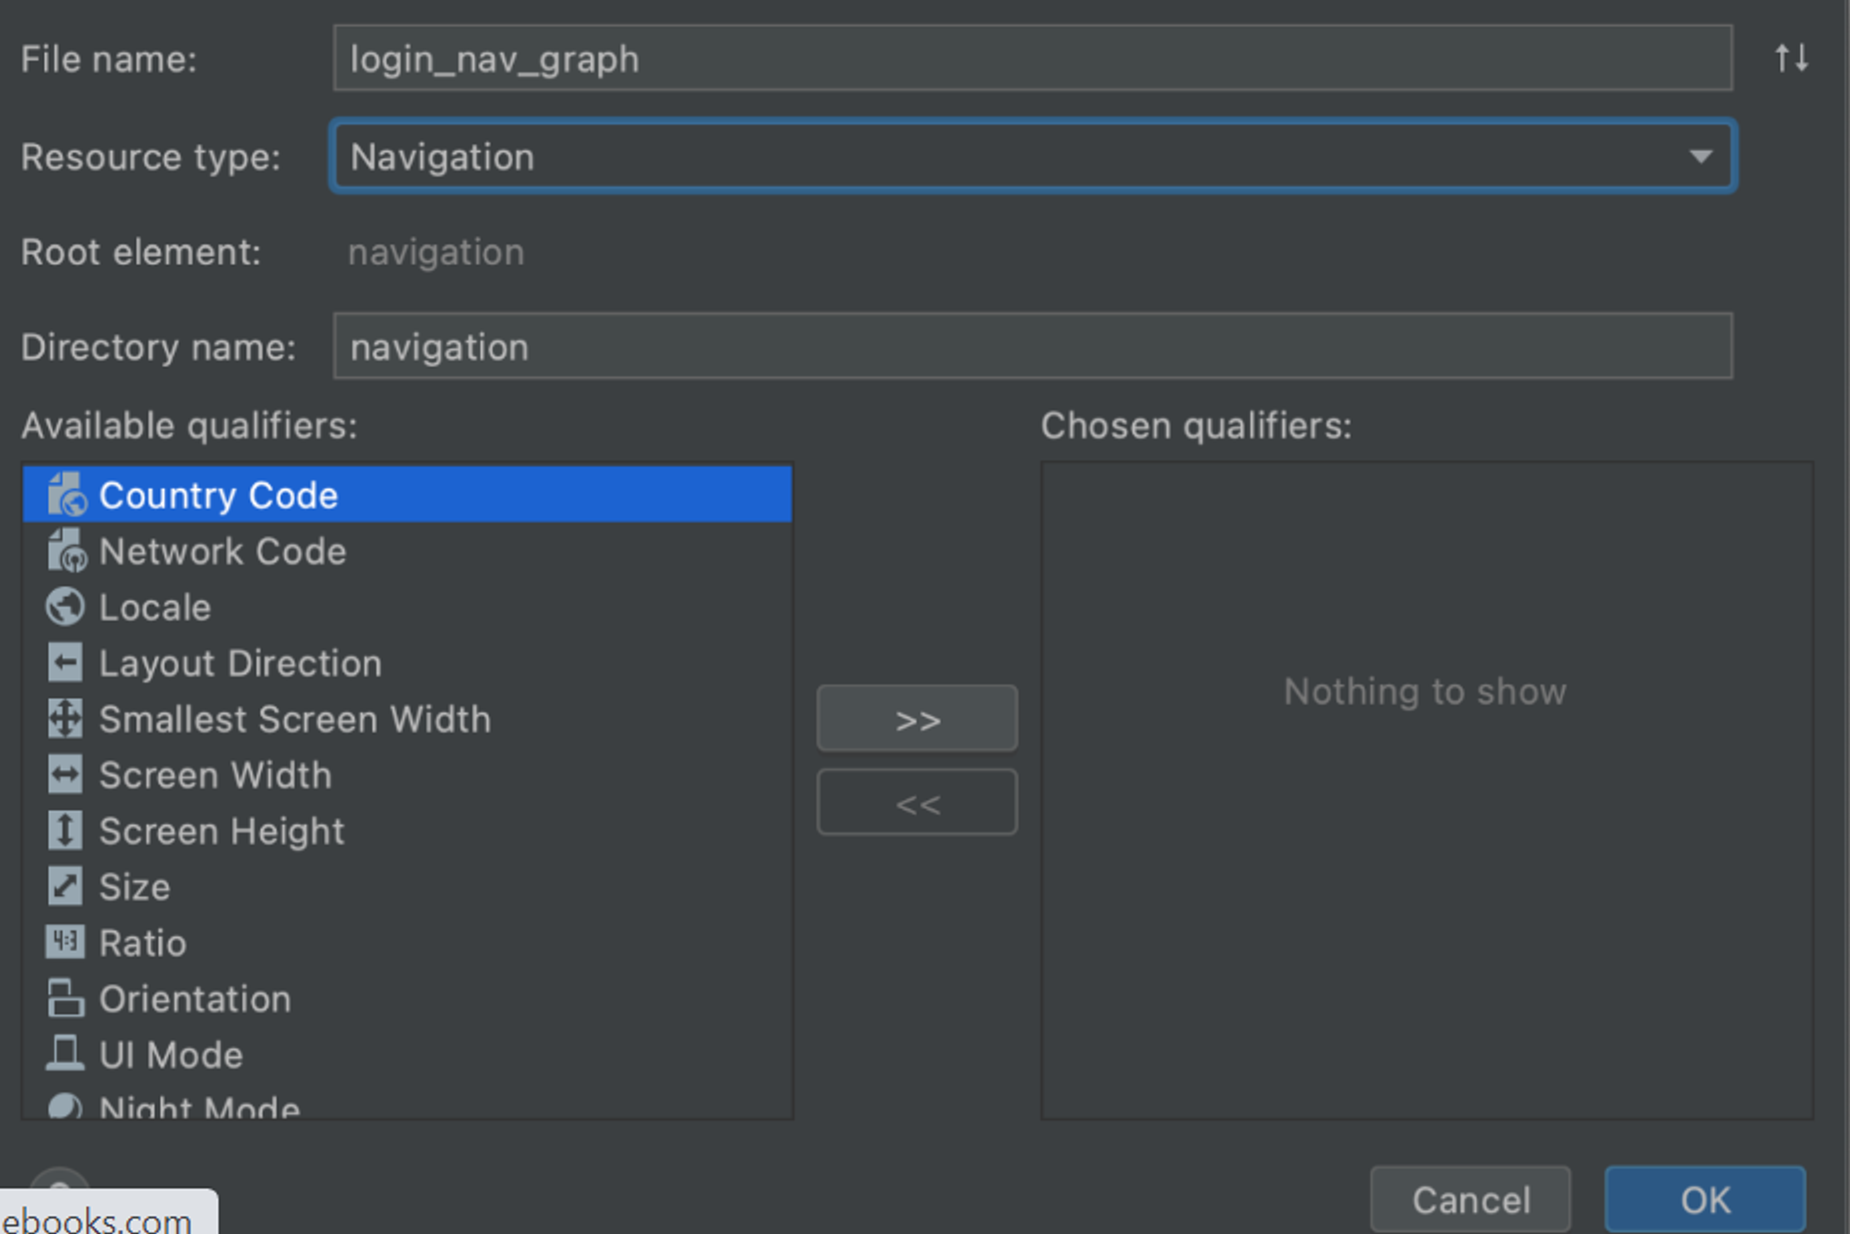 File name: login_nav_graph
Resource type: Navigation
Root element: navigation
Directory name: navigation
Available qualifiers:
Chosen qualifiers:
Country Code
Network Code
Locale
Layout Direction
Smallest Screen Width
Screen Width
Screen Height
Size
4:3 Ratio
Orientation
UI Mode
Night Mode
>>
<<
Nothing to show
Cancel
OK
ebooks.com